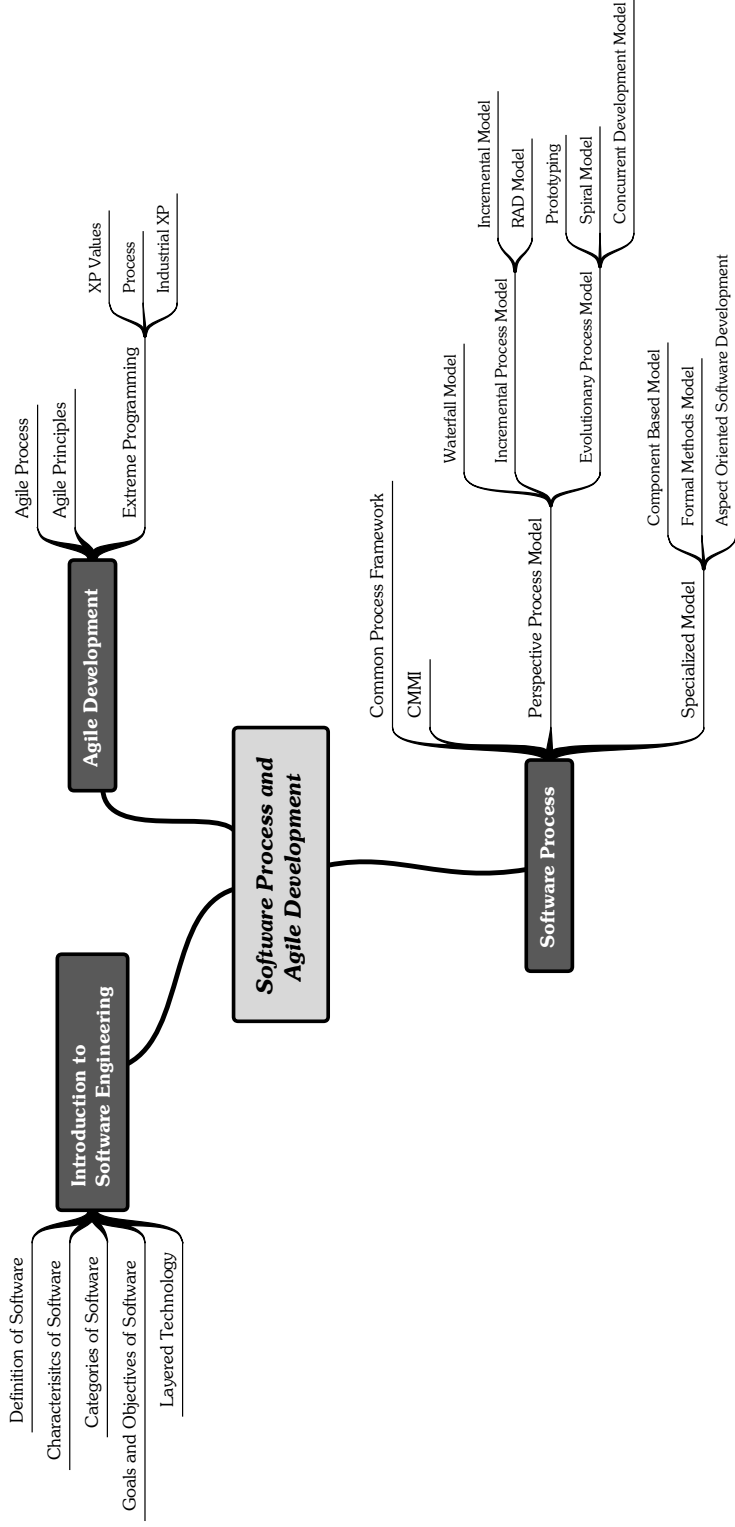 Software Process and
Agile Development
Introduction to
Software Engineering
Definition of Software
Characterisitcs of Software
Categories of Software
Goals and Objectives of Software
Layered Technology
Agile Development
Agile Process
Agile Principles
Extreme Programming
XP Values
Process
Industrial XP
Software Process
Common Process Framework
CMMI
Perspective Process Model
Waterfall Model
Incremental Process Model
Incremental Model
RAD Model
Evolutionary Process Model
Prototyping
Spiral Model
Concurrent Development Model
Specialized Model
Component Based Model
Formal Methods Model
Aspect Oriented Software Development